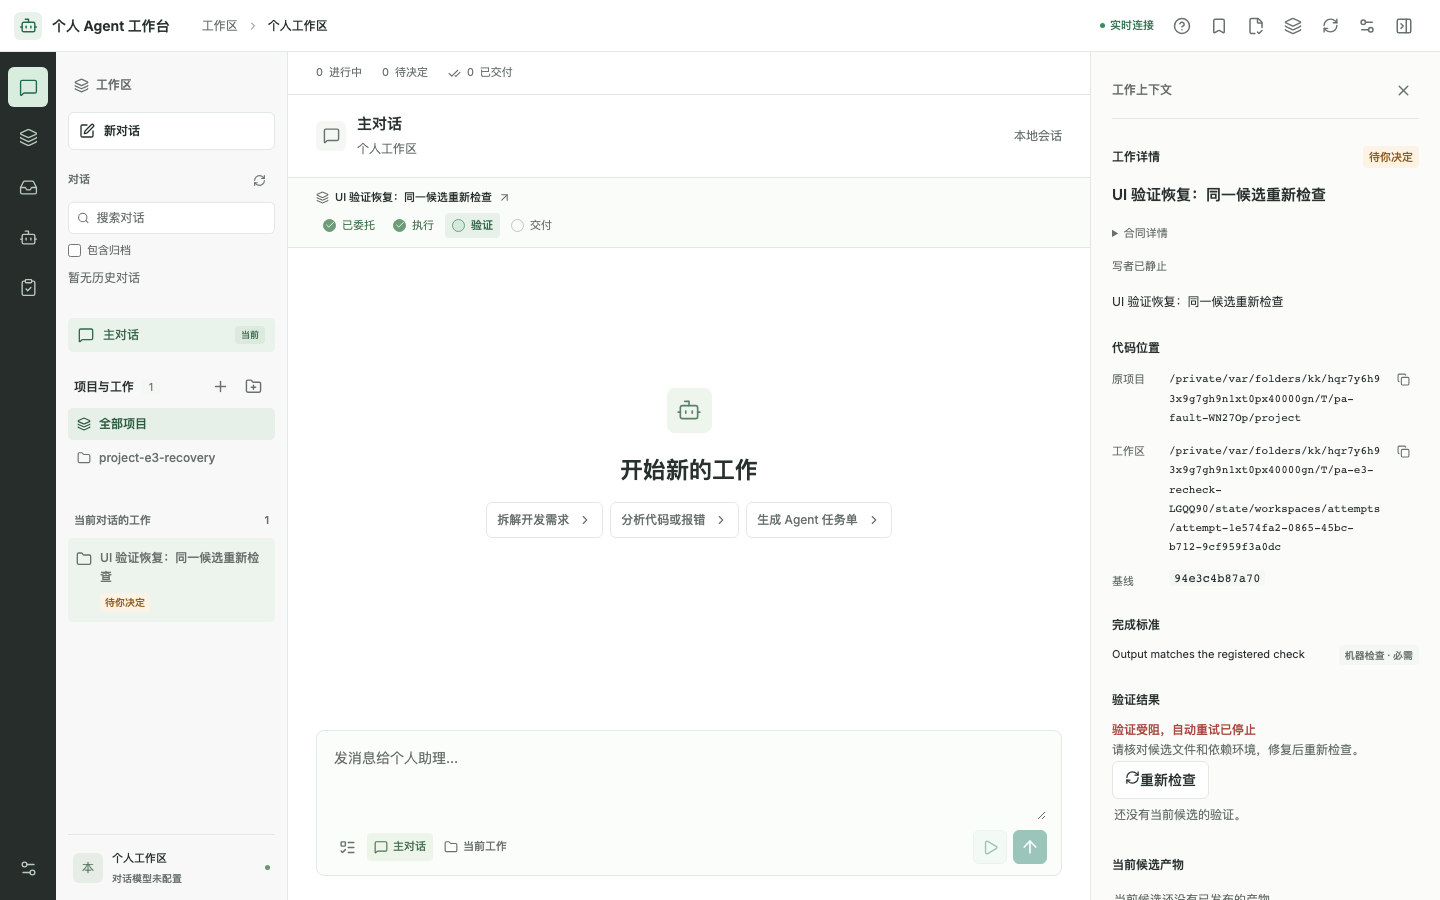 个人 Agent 工作台
工作区 > 个人工作区
实时连接
工作区
新对话
对话
搜索对话
包含归档
暂无历史对话
主对话
当前
项目与工作 1
全部项目
project-e3-recovery
当前对话的工作 1
UI 验证恢复：同一候选重新检
查
待你决定
本
个人工作区
对话模型未配置
0 进行中 0 待决定 0 已交付
主对话
个人工作区
本地会话
UI 验证恢复：同一候选重新检查
已委托 执行 验证 交付
开始新的工作
拆解开发需求 分析代码或报错 生成 Agent 任务单
发消息给个人助理...
主对话 当前工作
工作上下文
工作详情 待你决定
UI 验证恢复：同一候选重新检查
合同详情
写者已静止
UI 验证恢复：同一候选重新检查
代码位置
原项目 /private/var/folders/kk/hqr7y6h9
3x9g7gh9nlxt0px40000gn/T/pa-
fault-WN27Op/project
工作区 /private/var/folders/kk/hqr7y6h9
3x9g7gh9nlxt0px40000gn/T/pa-e3-
recheck-
LGQQ90/state/workspaces/attempts
/attempt-1e574fa2-0865-45bc-
b712-9cf959f3a0dc
基线 94e3c4b87a70
完成标准
Output matches the registered check 机器检查 · 必需
验证结果
验证受阻，自动重试已停止
请核对候选文件和依赖环境，修复后重新检查。
重新检查
还没有当前候选的验证。
当前候选产物
当前候选还没有已发布的产物